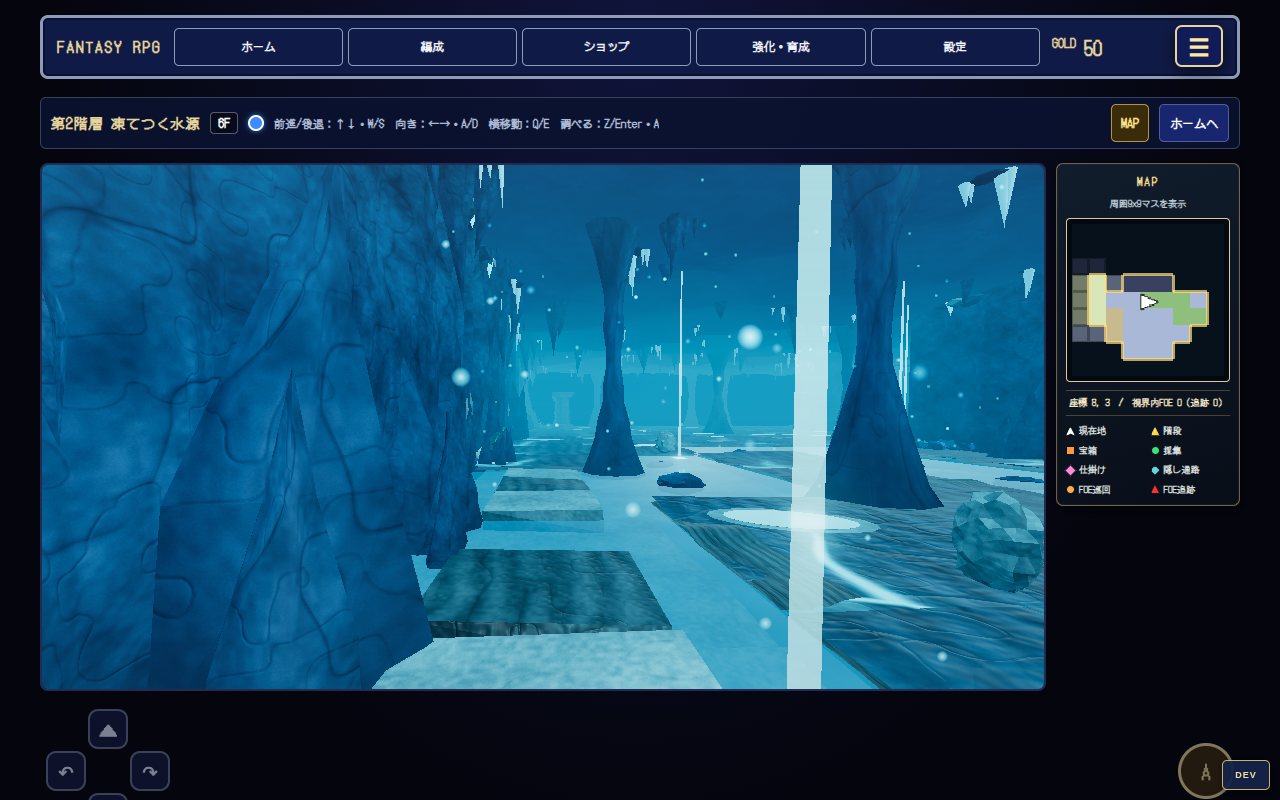 FANTASY RPG
ホーム
編成
ショップ
強化・育成
設定
GOLD 50
第2階層 凍てつく水源
6F
前進/後退：↑↓・W/S 向き：←→・A/D 横移動：Q/E 調べる：Z/Enter・A
MAP
ホームへ
MAP
周囲9x9マスを表示
座標 8, 3 / 視界内FOE 0（追跡 0）
現在地
階段
宝箱
採集
仕掛け
隠し通路
FOE巡回
FOE追跡
A
DEV